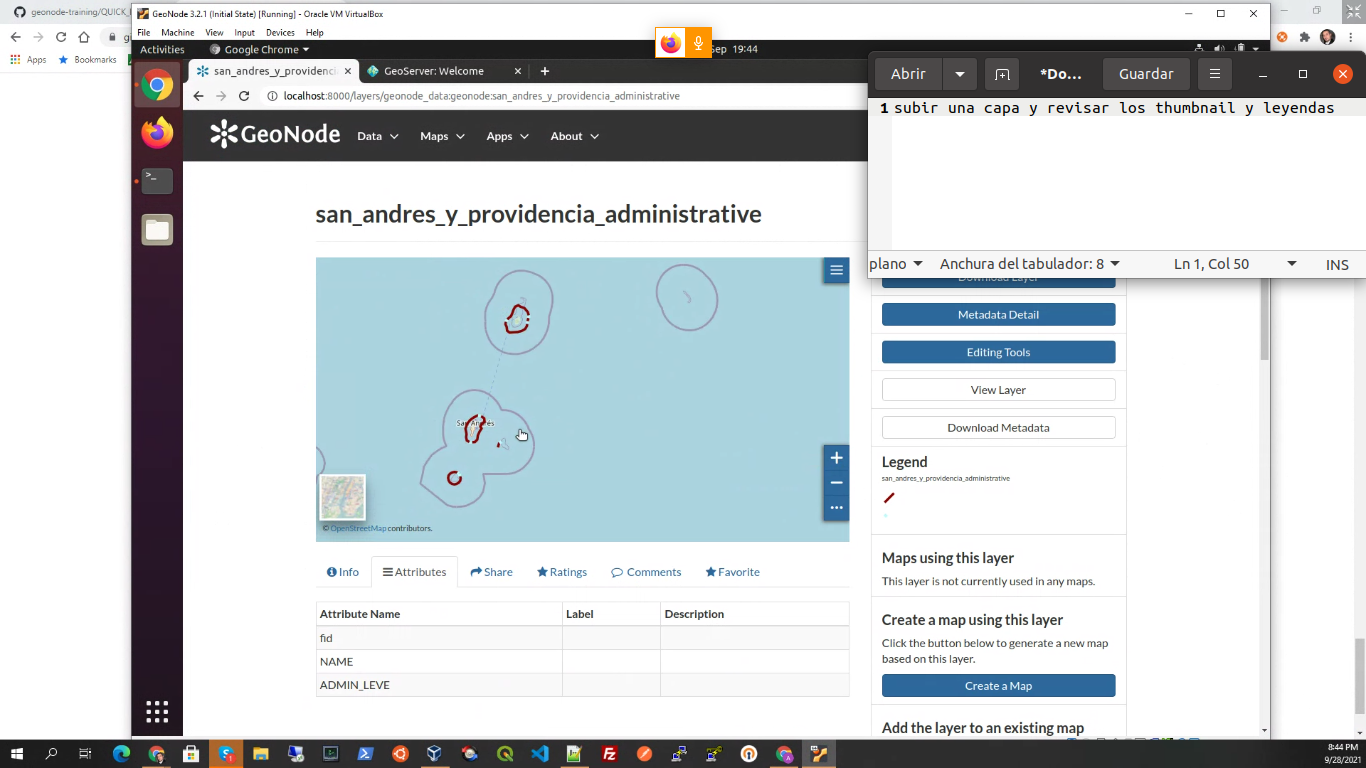 geonode-training/QUICK_
GeoNode 3.2.1 (Initial State) [Running] - Oracle VM VirtualBox
File Machine View Input Devices Help
Apps Bookmarks
Activities Google Chrome ep 19:44
san_andres_y_providenci GeoServer: Welcome
localhost:8000/layers/geonode_data:geonode:san_andres_y_providencia_administrative
Abrir *Do... Guardar
1 subir una capa y revisar los thumbnail y leyendas
plano Anchura del tabulador: 8 Ln 1, Col 50 INS
GeoNode Data Maps Apps About
san_andres_y_providencia_administrative
San Andrés
© OpenStreetMap contributors.
Download Layer
Metadata Detail
Editing Tools
View Layer
Download Metadata
Legend
san_andres_y_providencia_administrative
Maps using this layer
This layer is not currently used in any maps.
Create a map using this layer
Click the button below to generate a new map
based on this layer.
Create a Map
Add the layer to an existing map
Info Attributes Share Ratings Comments Favorite
Attribute Name Label Description
fid
NAME
ADMIN_LEVE
8:44 PM
9/28/2021